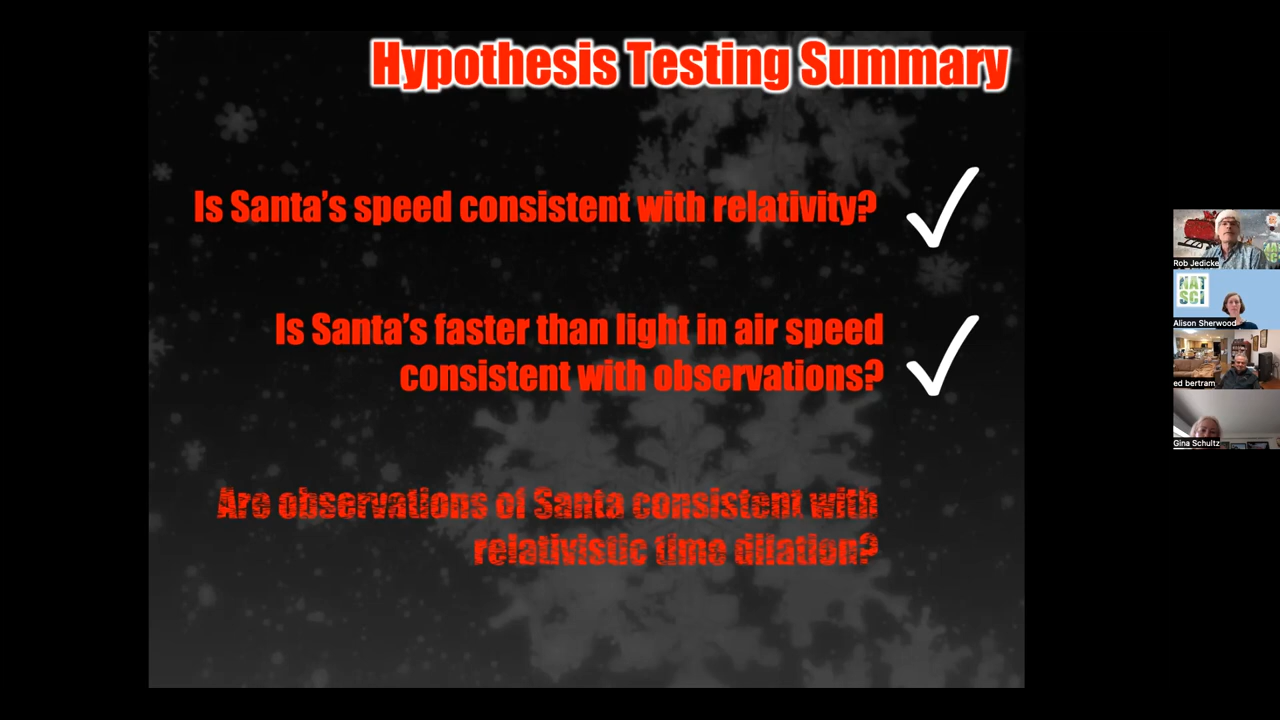 Hypothesis Testing Summary
Is Santa's speed consistent with relativity?
Is Santa's faster than light in air speed
consistent with observations?
Are observations of Santa consistent with
relativistic time dilation?
Rob Jedicke
NAT
SCI
Alison Sherwood
ed bertram
Gina Schultz